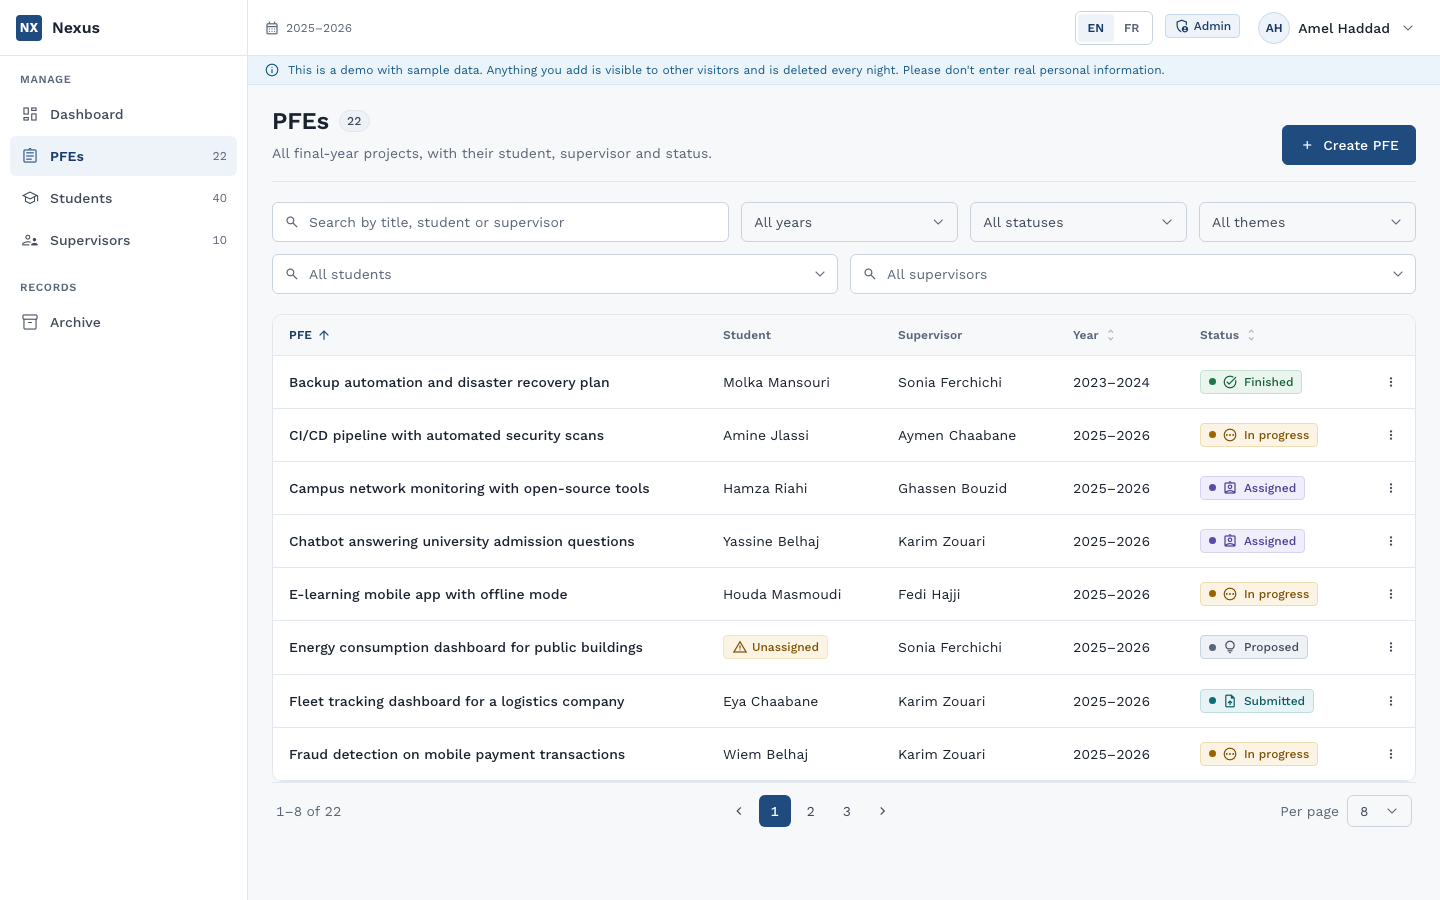 NX Nexus
2025–2026
EN FR
Admin
AH Amel Haddad
This is a demo with sample data. Anything you add is visible to other visitors and is deleted every night. Please don't enter real personal information.
MANAGE
Dashboard
PFEs 22
Students 40
Supervisors 10
RECORDS
Archive
PFEs 22
All final-year projects, with their student, supervisor and status.
+ Create PFE
Search by title, student or supervisor
All years
All statuses
All themes
All students
All supervisors
PFE Student Supervisor Year Status
Backup automation and disaster recovery plan Molka Mansouri Sonia Ferchichi 2023–2024 Finished
CI/CD pipeline with automated security scans Amine Jlassi Aymen Chaabane 2025–2026 In progress
Campus network monitoring with open-source tools Hamza Riahi Ghassen Bouzid 2025–2026 Assigned
Chatbot answering university admission questions Yassine Belhaj Karim Zouari 2025–2026 Assigned
E-learning mobile app with offline mode Houda Masmoudi Fedi Hajji 2025–2026 In progress
Energy consumption dashboard for public buildings Unassigned Sonia Ferchichi 2025–2026 Proposed
Fleet tracking dashboard for a logistics company Eya Chaabane Karim Zouari 2025–2026 Submitted
Fraud detection on mobile payment transactions Wiem Belhaj Karim Zouari 2025–2026 In progress
1–8 of 22
1 2 3
Per page 8